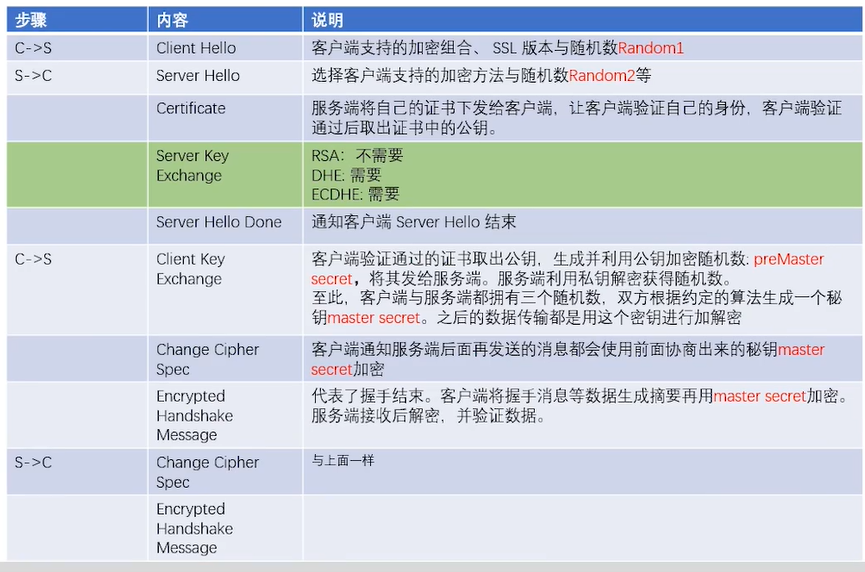 步骤 内容 说明
C->S Client Hello 客户端支持的加密组合、 SSL 版本与随机数Random1
S->C Server Hello 选择客户端支持的加密方法与随机数Random2等
Certificate 服务端将自己的证书下发给客户端，让客户端验证自己的身份，客户端验证
通过后取出证书中的公钥。
Server Key RSA： 不需要
Exchange DHE: 需要
ECDHE: 需要
Server Hello Done 通知客户端 Server Hello 结束
C->S Client Key 客户端验证通过的证书取出公钥，生成并利用公钥加密随机数: preMaster
Exchange secret，将其发给服务端。服务端利用私钥解密获得随机数。
至此，客户端与服务端都拥有三个随机数，双方根据约定的算法生成一个秘
钥master secret。之后的数据传输都是用这个密钥进行加解密
Change Cipher 客户端通知服务端后面再发送的消息都会使用前面协商出来的秘钥master
Spec secret加密
Encrypted 代表了握手结束。客户端将握手消息等数据生成摘要再用master secret加密。
Handshake 服务端接收后解密，并验证数据。
Message
S->C Change Cipher 与上面一样
Spec
Encrypted
Handshake
Message